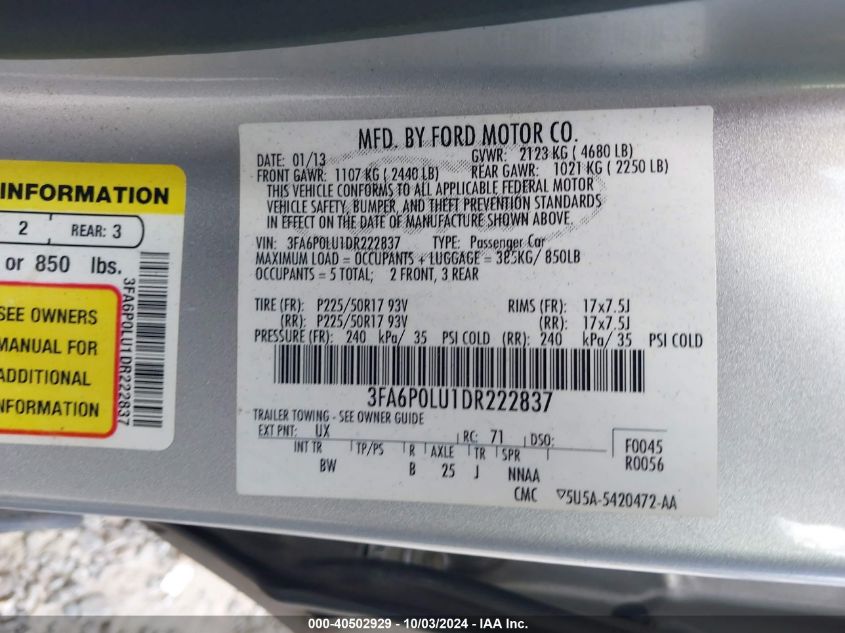 INFORMATION
2 REAR: 3
or 850 lbs.
SEE OWNERS
MANUAL FOR
ADDITIONAL
INFORMATION
3FA6P0LU1DR222837
MFD. BY FORD MOTOR CO.
DATE: 01/13 GVWR: 2123 KG ( 4680 LB)
FRONT GAWR: 1107 KG ( 2440 LB) REAR GAWR: 1021 KG ( 2250 LB)
THIS VEHICLE CONFORMS TO ALL APPLICABLE FEDERAL MOTOR
VEHICLE SAFETY, BUMPER, AND THEFT PREVENTION STANDARDS
IN EFFECT ON THE DATE OF MANUFACTURE SHOWN ABOVE.
VIN: 3FA6P0LU1DR222837 TYPE: Passenger Car
MAXIMUM LOAD = OCCUPANTS + LUGGAGE = 385KG/ 850LB
OCCUPANTS = 5 TOTAL; 2 FRONT, 3 REAR
TIRE (FR): P225/50R17 93V RIMS (FR): 17x7.5J
(RR): P225/50R17 93V (RR): 17x7.5J
PRESSURE (FR): 240 kPa/ 35 PSI COLD (RR): 240 kPa/ 35 PSI COLD
3FA6P0LU1DR222837
TRAILER TOWING - SEE OWNER GUIDE
EXT PNT: UX RC: 71 DSO: F0045
INT TR TP/PS R AXLE TR SPR R0056
BW B 25 J NNAA
CMC 5U5A-5420472-AA
000-40502929 - 10/03/2024 - IAA Inc.